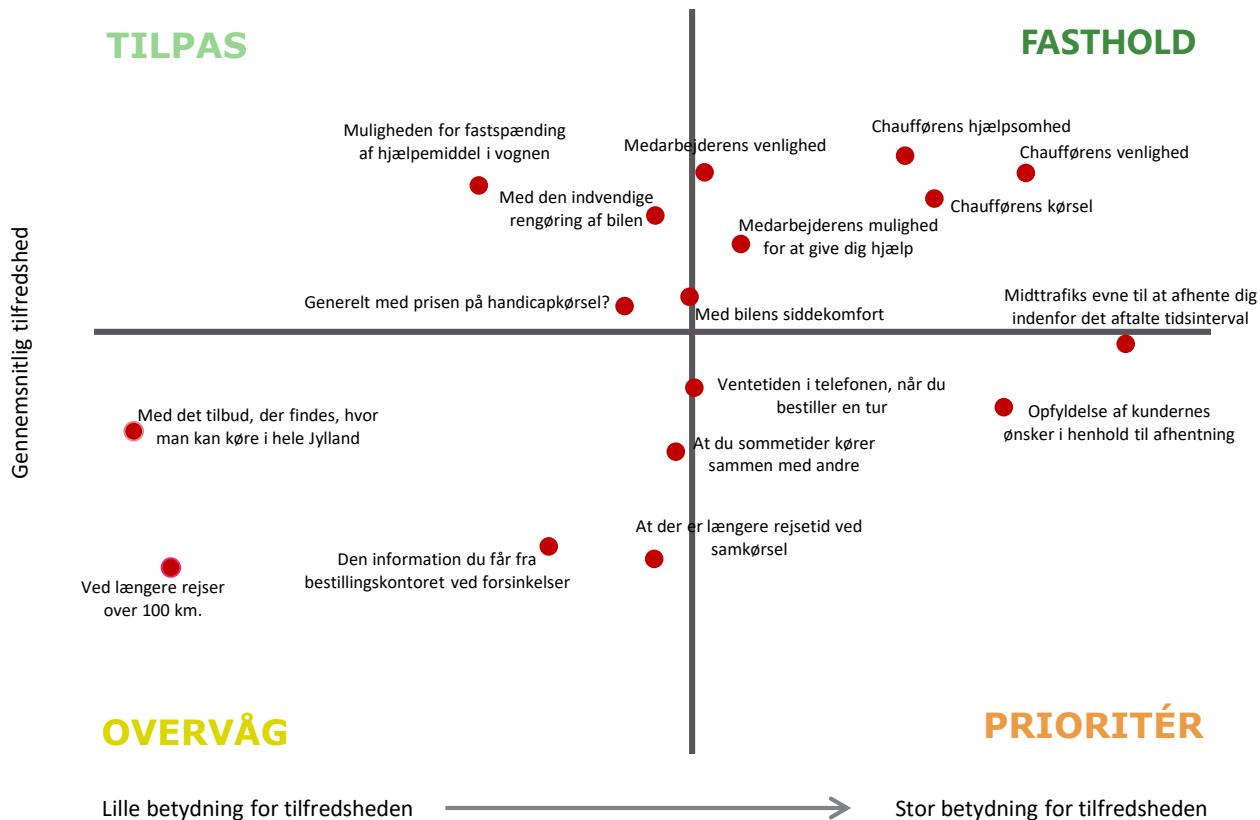 TILPAS
FASTHOLD
Muligheden for fastspænding
af hjælpemiddel i vognen
Medarbejderens venlighed
Chaufførens hjælpsomhed
Chaufførens venlighed
Med den indvendige
rengøring af bilen
Chaufførens kørsel
Medarbejderens mulighed
for at give dig hjælp
Generelt med prisen på handicapkørsel?
Med bilens siddekomfort
Midttrafiks evne til at afhente dig
indenfor det aftalte tidsinterval
Gennemsnitlig tilfredshed
Ventetiden i telefonen, når du
bestiller en tur
Med det tilbud, der findes, hvor
man kan køre i hele Jylland
Opfyldelse af kundernes
ønsker i henhold til afhentning
At du sommetider kører
sammen med andre
At der er længere rejsetid ved
samkørsel
Den information du får fra
bestillingskontoret ved forsinkelser
Ved længere rejser
over 100 km.
OVERVÅG
PRIORITÉR
Lille betydning for tilfredsheden
Stor betydning for tilfredsheden